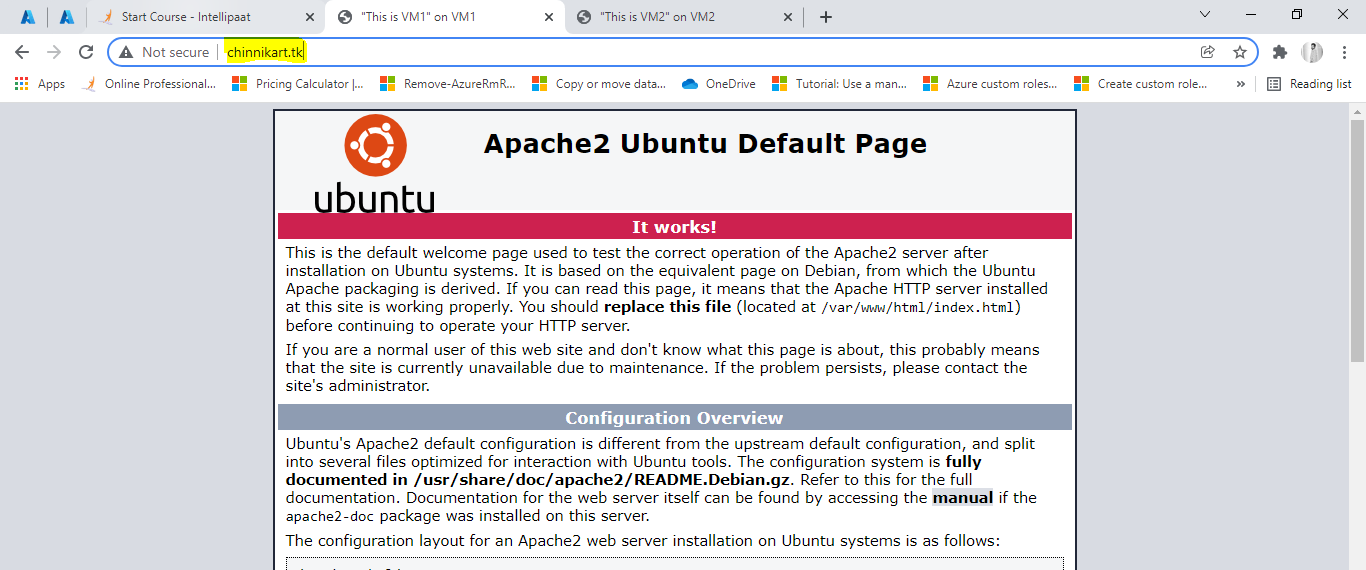 Start Course - Intellipaat
"This is VM1" on VM1
"This is VM2" on VM2
Not secure
chinnikart.tk
Apps
Online Professional...
Pricing Calculator |...
Remove-AzureRmR...
Copy or move data...
OneDrive
Tutorial: Use a man...
Azure custom roles...
Create custom role...
»
Reading list
ubuntu
Apache2 Ubuntu Default Page
It works!
This is the default welcome page used to test the correct operation of the Apache2 server after
installation on Ubuntu systems. It is based on the equivalent page on Debian, from which the Ubuntu
Apache packaging is derived. If you can read this page, it means that the Apache HTTP server installed
at this site is working properly. You should replace this file (located at /var/www/html/index.html)
before continuing to operate your HTTP server.
If you are a normal user of this web site and don't know what this page is about, this probably means
that the site is currently unavailable due to maintenance. If the problem persists, please contact the
site's administrator.
Configuration Overview
Ubuntu's Apache2 default configuration is different from the upstream default configuration, and split
into several files optimized for interaction with Ubuntu tools. The configuration system is fully
documented in /usr/share/doc/apache2/README.Debian.gz. Refer to this for the full
documentation. Documentation for the web server itself can be found by accessing the manual if the
apache2-doc package was installed on this server.
The configuration layout for an Apache2 web server installation on Ubuntu systems is as follows: